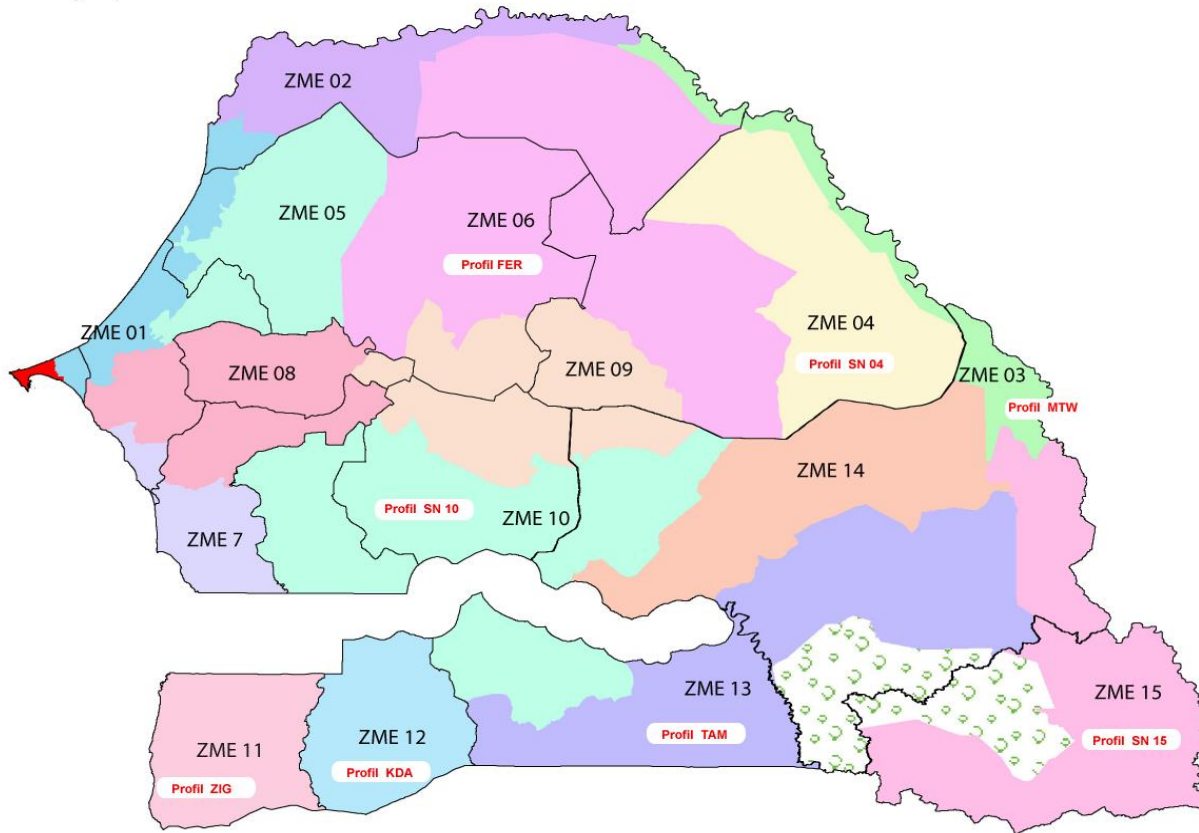 ZME 02
ZME 05
ZME 06
Profil FER
ZME 01
ZME 04
Profil SN 04
ZME 08
ZME 09
ZME 03
Profil MTW
ZME 14
Profil SN 10
ZME 10
ZME 7
ZME 13
ZME 15
Profil TAM
Profil SN 15
ZME 11
ZME 12
Profil KDA
Profil ZIG